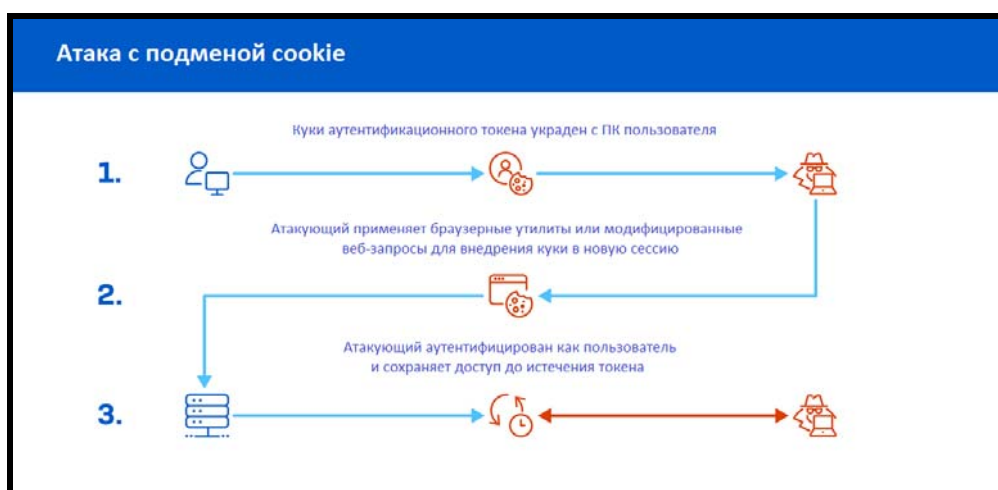 Атака с подменой cookie
Куки аутентификационного токена украден с ПК пользователя
1.
Атакующий применяет браузерные утилиты или модифицированные
веб-запросы для внедрения куки в новую сессию
2.
Атакующий аутентифицирован как пользователь
и сохраняет доступ до истечения токена
3.